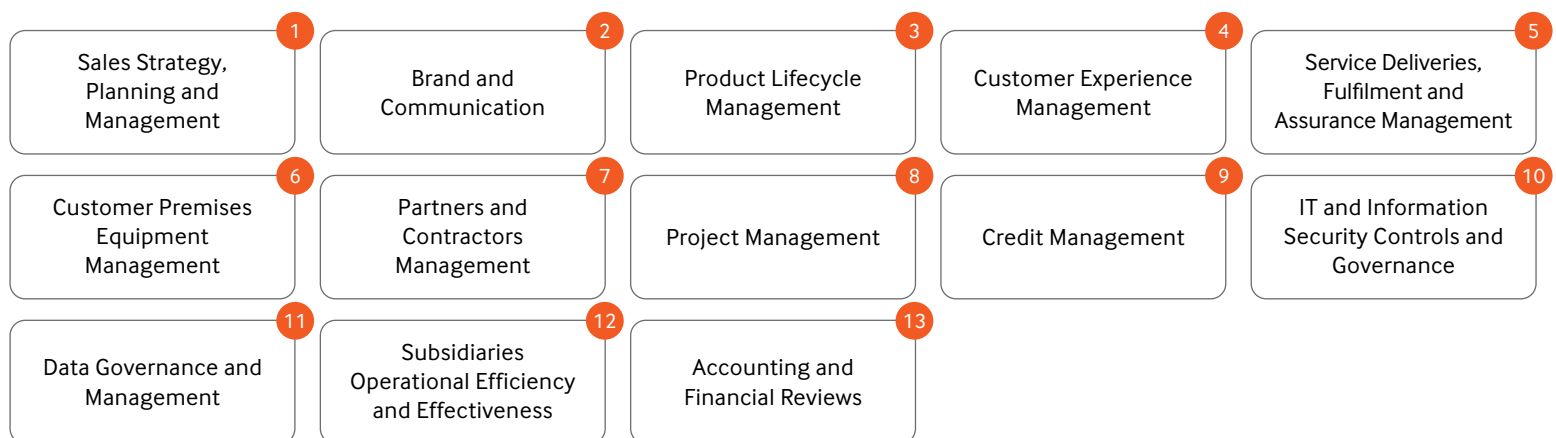 1
Sales Strategy,
Planning and
Management
2
Brand and
Communication
3
Product Lifecycle
Management
4
Customer Experience
Management
5
Service Deliveries,
Fulfilment and
Assurance Management
6
Customer Premises
Equipment
Management
7
Partners and
Contractors
Management
8
Project Management
9
Credit Management
10
IT and Information
Security Controls and
Governance
11
Data Governance and
Management
12
Subsidiaries
Operational Efficiency
and Effectiveness
13
Accounting and
Financial Reviews